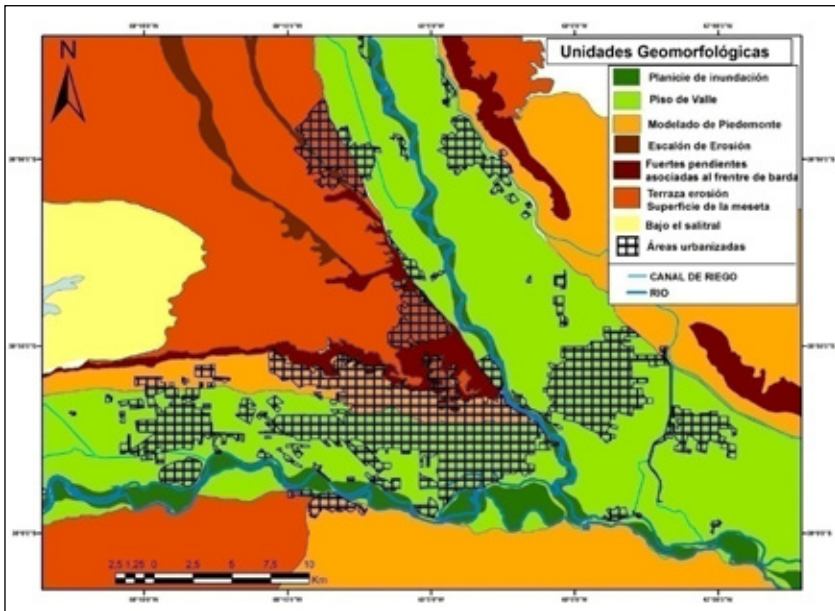 N
Unidades Geomorfológicas
Planicie de inundación
Piso de Valle
Modelado de Piedemonte
Escalón de Erosión
Fuertes pendientes
asociadas al frente de barda
Terraza erosión
Superficie de la meseta
Bajo el salitral
Áreas urbanizadas
CANAL DE RIEGO
RIO
2,5 1,25 0 2,5 5 7,5 10
Km